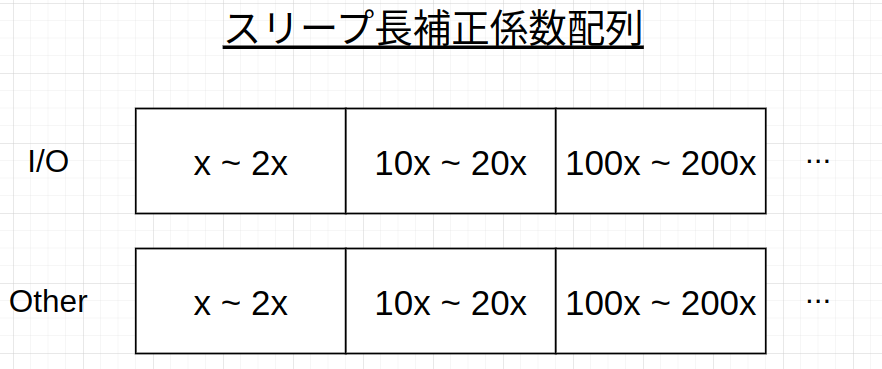 スリープ長補正係数配列
I/O x ~ 2x 10x ~ 20x 100x ~ 200x ...
Other x ~ 2x 10x ~ 20x 100x ~ 200x ...